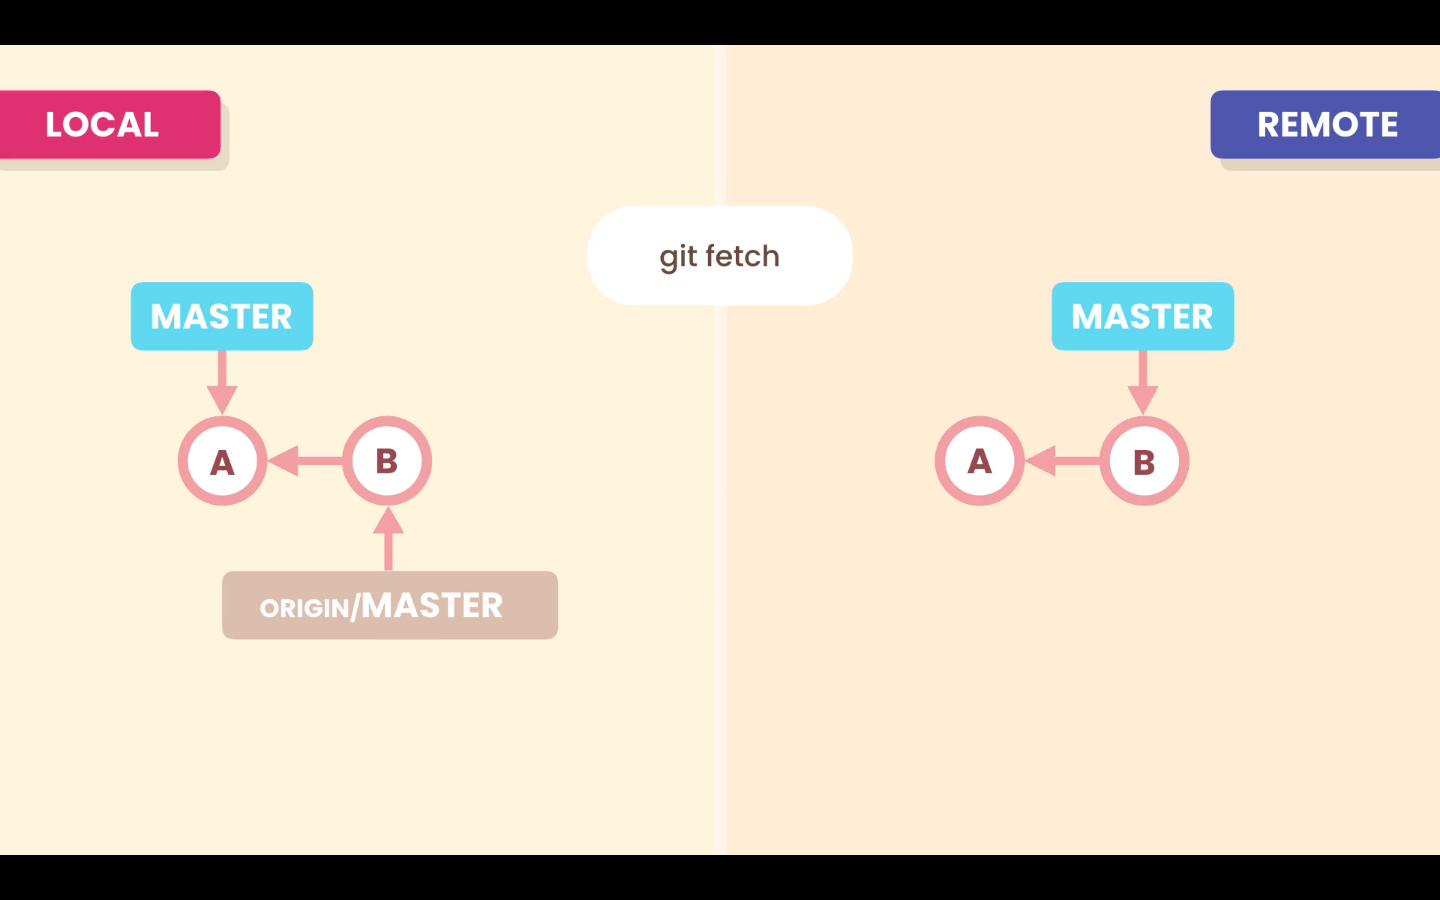 LOCAL
REMOTE
git fetch
MASTER
MASTER
A
B
A
B
ORIGIN/MASTER